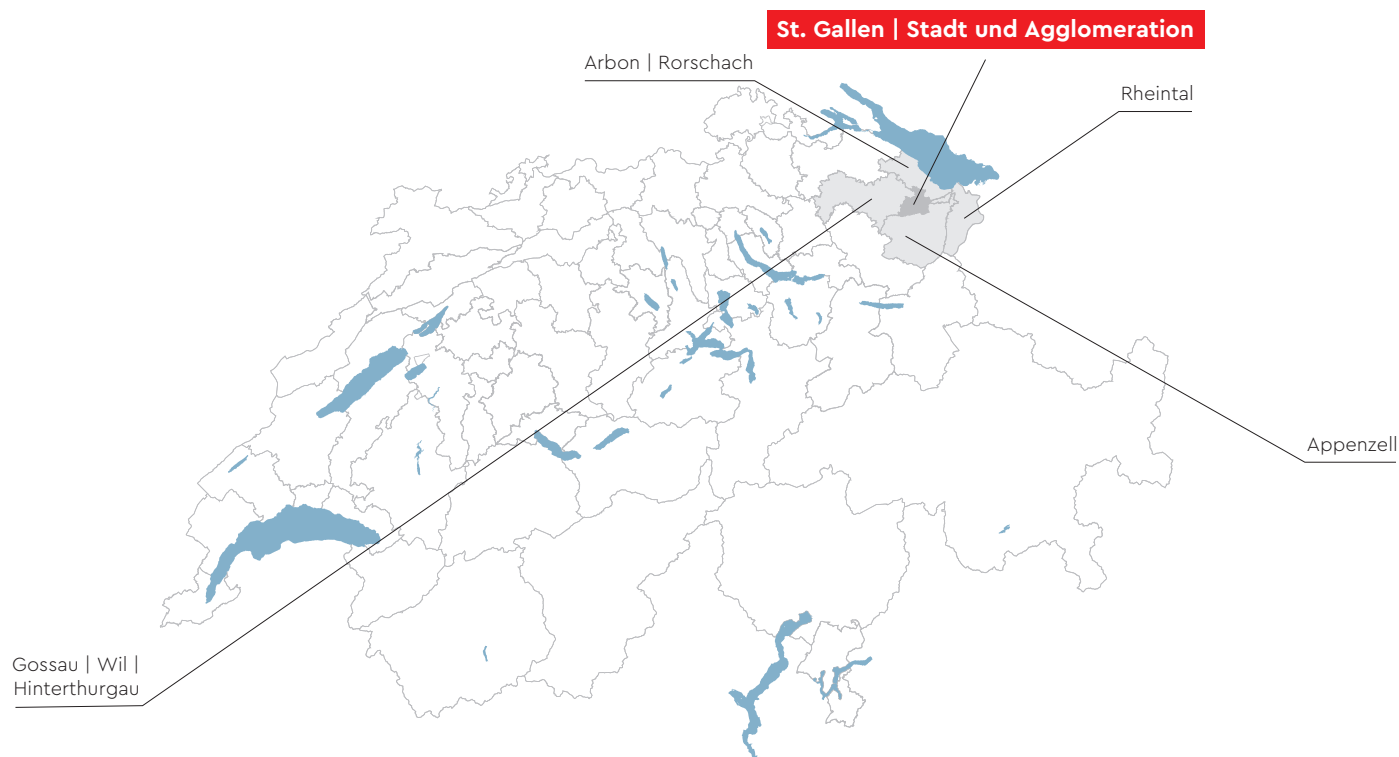 St. Gallen | Stadt und Agglomeration
Arbon | Rorschach
Rheintal
Appenzell
Gossau | Wil |
Hinterthurgau